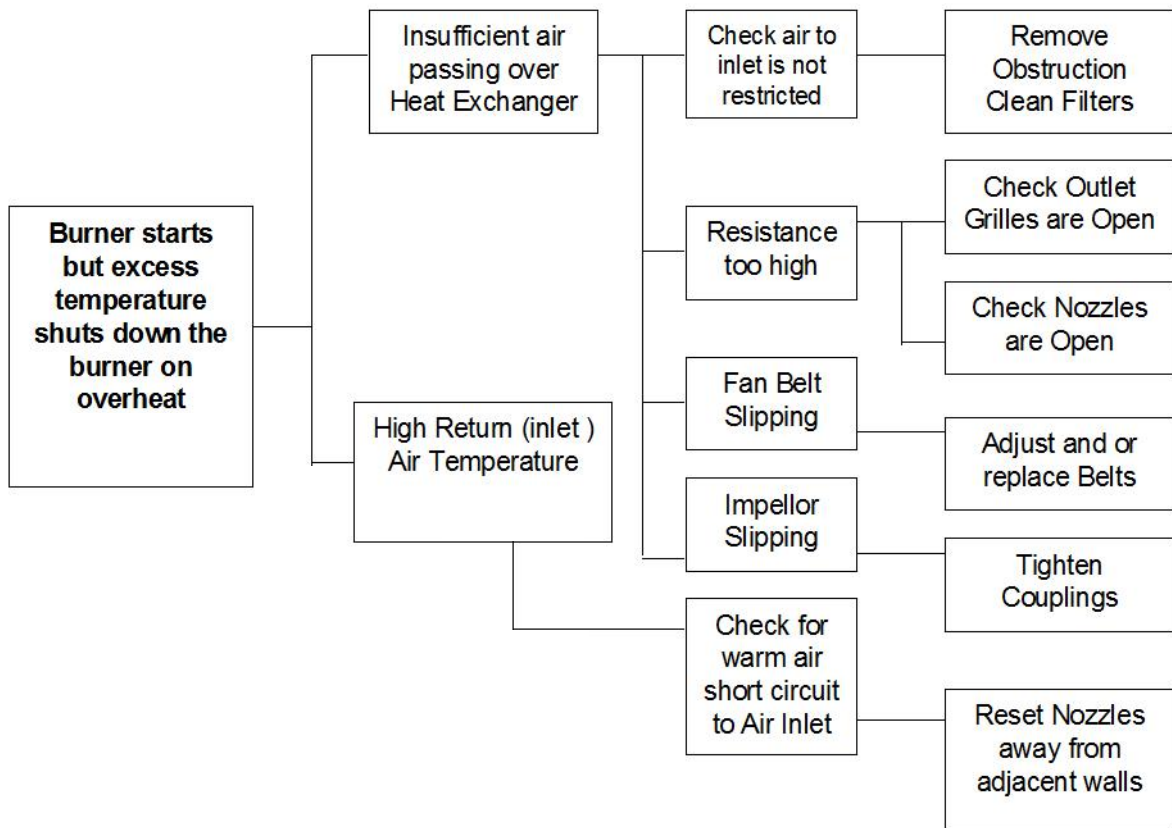 Burner starts
but excess
temperature
shuts down the
burner on
overheat
Insufficient air
passing over
Heat Exchanger
High Return (inlet )
Air Temperature
Check air to
inlet is not
restricted
Resistance
too high
Fan Belt
Slipping
Impellor
Slipping
Check for
warm air
short circuit
to Air Inlet
Remove
Obstruction
Clean Filters
Check Outlet
Grilles are Open
Check Nozzles
are Open
Adjust and or
replace Belts
Tighten
Couplings
Reset Nozzles
away from
adjacent walls